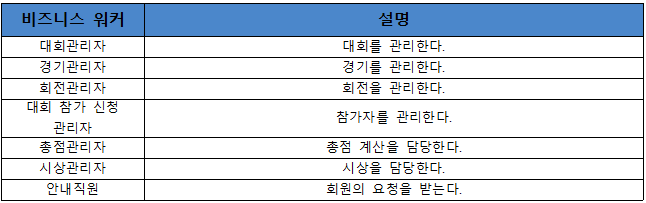 비즈니스 워커 설명
대회관리자 대회를 관리한다.
경기관리자 경기를 관리한다.
회전관리자 회전을 관리한다.
대회 참가 신청
관리자 참가자를 관리한다.
총점관리자 총점 계산을 담당한다.
시상관리자 시상을 담당한다.
안내직원 회원의 요청을 받는다.